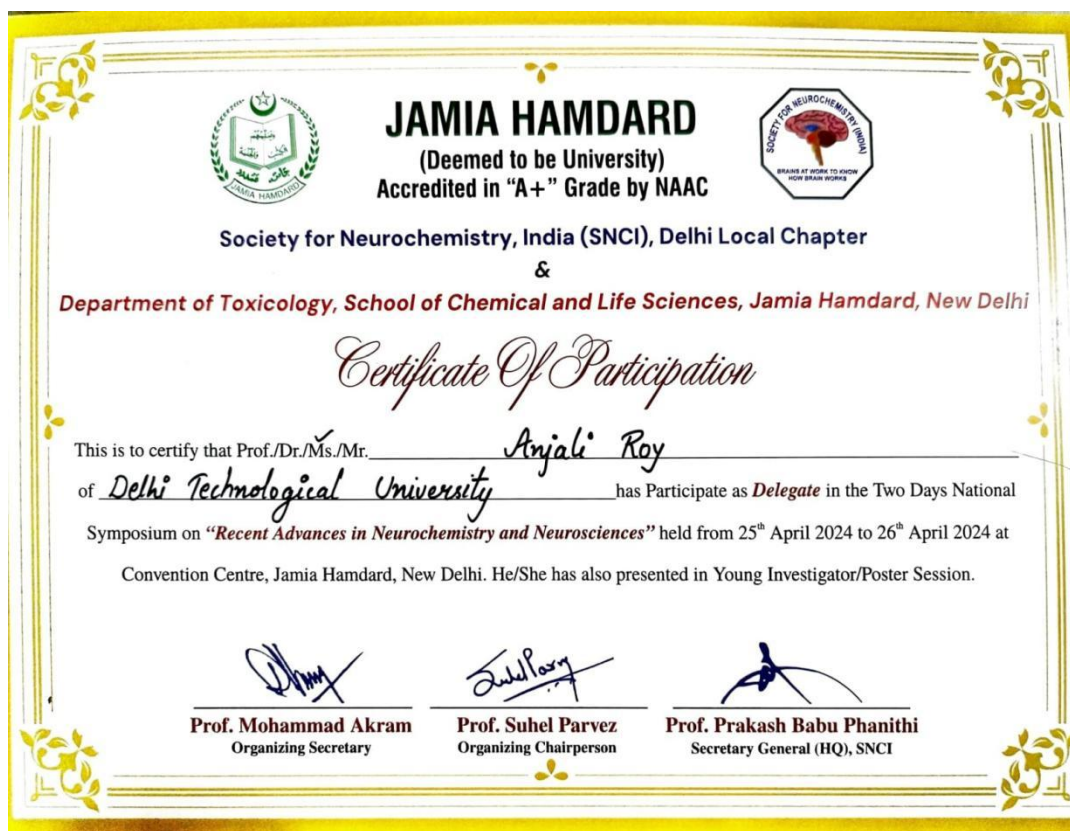 JAMIA HAMDARD
SOCIETY FOR NEUROCHEMISTRY (INDIA)
BRAINS AT WORK TO KNOW
HOW BRAIN WORKS
JAMIA HAMDARD
(Deemed to be University)
Accredited in “A+” Grade by NAAC
Society for Neurochemistry, India (SNCI), Delhi Local Chapter
&
Department of Toxicology, School of Chemical and Life Sciences, Jamia Hamdard, New Delhi
Certificate Of Participation
This is to certify that Prof./Dr./Ms./Mr. Anjali Roy
of Delhi Technological University has Participate as Delegate in the Two Days National
Symposium on “Recent Advances in Neurochemistry and Neurosciences” held from 25th April 2024 to 26th April 2024 at
Convention Centre, Jamia Hamdard, New Delhi. He/She has also presented in Young Investigator/Poster Session.
Suhel Parvez
Prof. Mohammad Akram
Organizing Secretary
Prof. Suhel Parvez
Organizing Chairperson
Prof. Prakash Babu Phanithi
Secretary General (HQ), SNCI